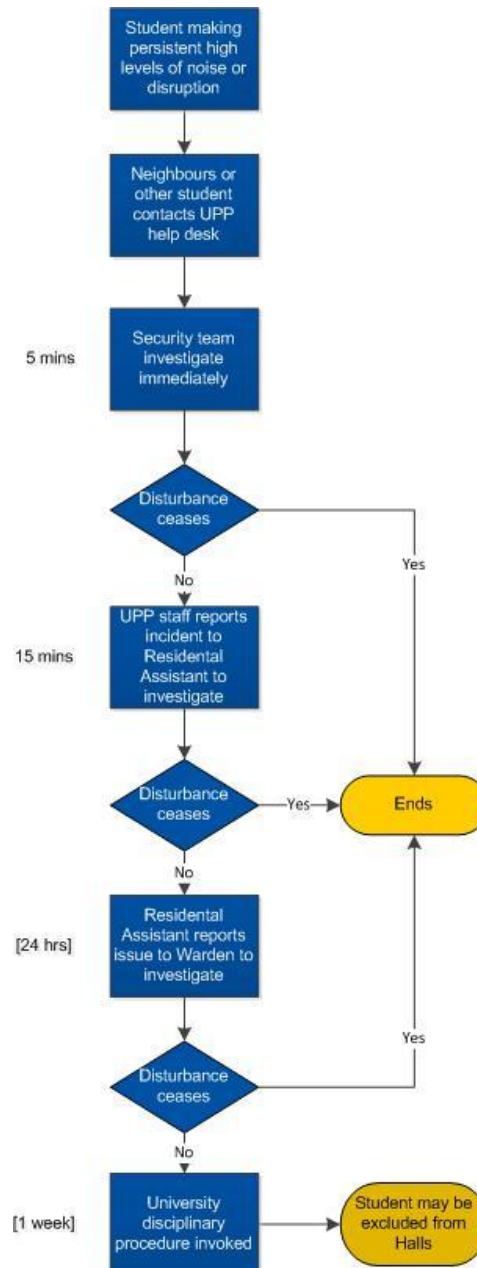 Student making
persistent high
levels of noise or
disruption
Neighbours or
other student
contacts UPP
help desk
5 mins
Security team
investigate
immediately
Disturbance
ceases
Yes
No
15 mins
UPP staff reports
incident to
Residental
Assistant to
investigate
Disturbance
ceases
Yes
Ends
No
[24 hrs]
Residental
Assistant reports
issue to Warden to
investigate
Yes
Disturbance
ceases
No
[1 week]
University
disciplinary
procedure invoked
Student may be
excluded from
Halls